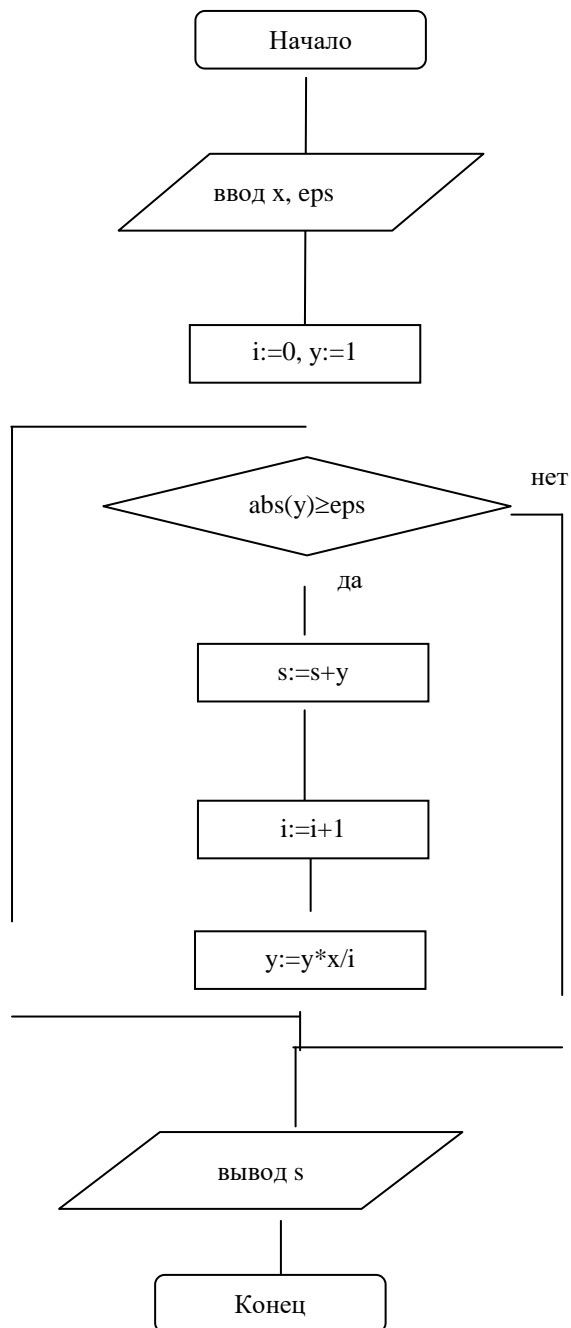 Начало
ввод x, eps
i:=0, y:=1
abs(y)≥eps
нет
да
s:=s+y
i:=i+1
y:=y*x/i
вывод s
Конец